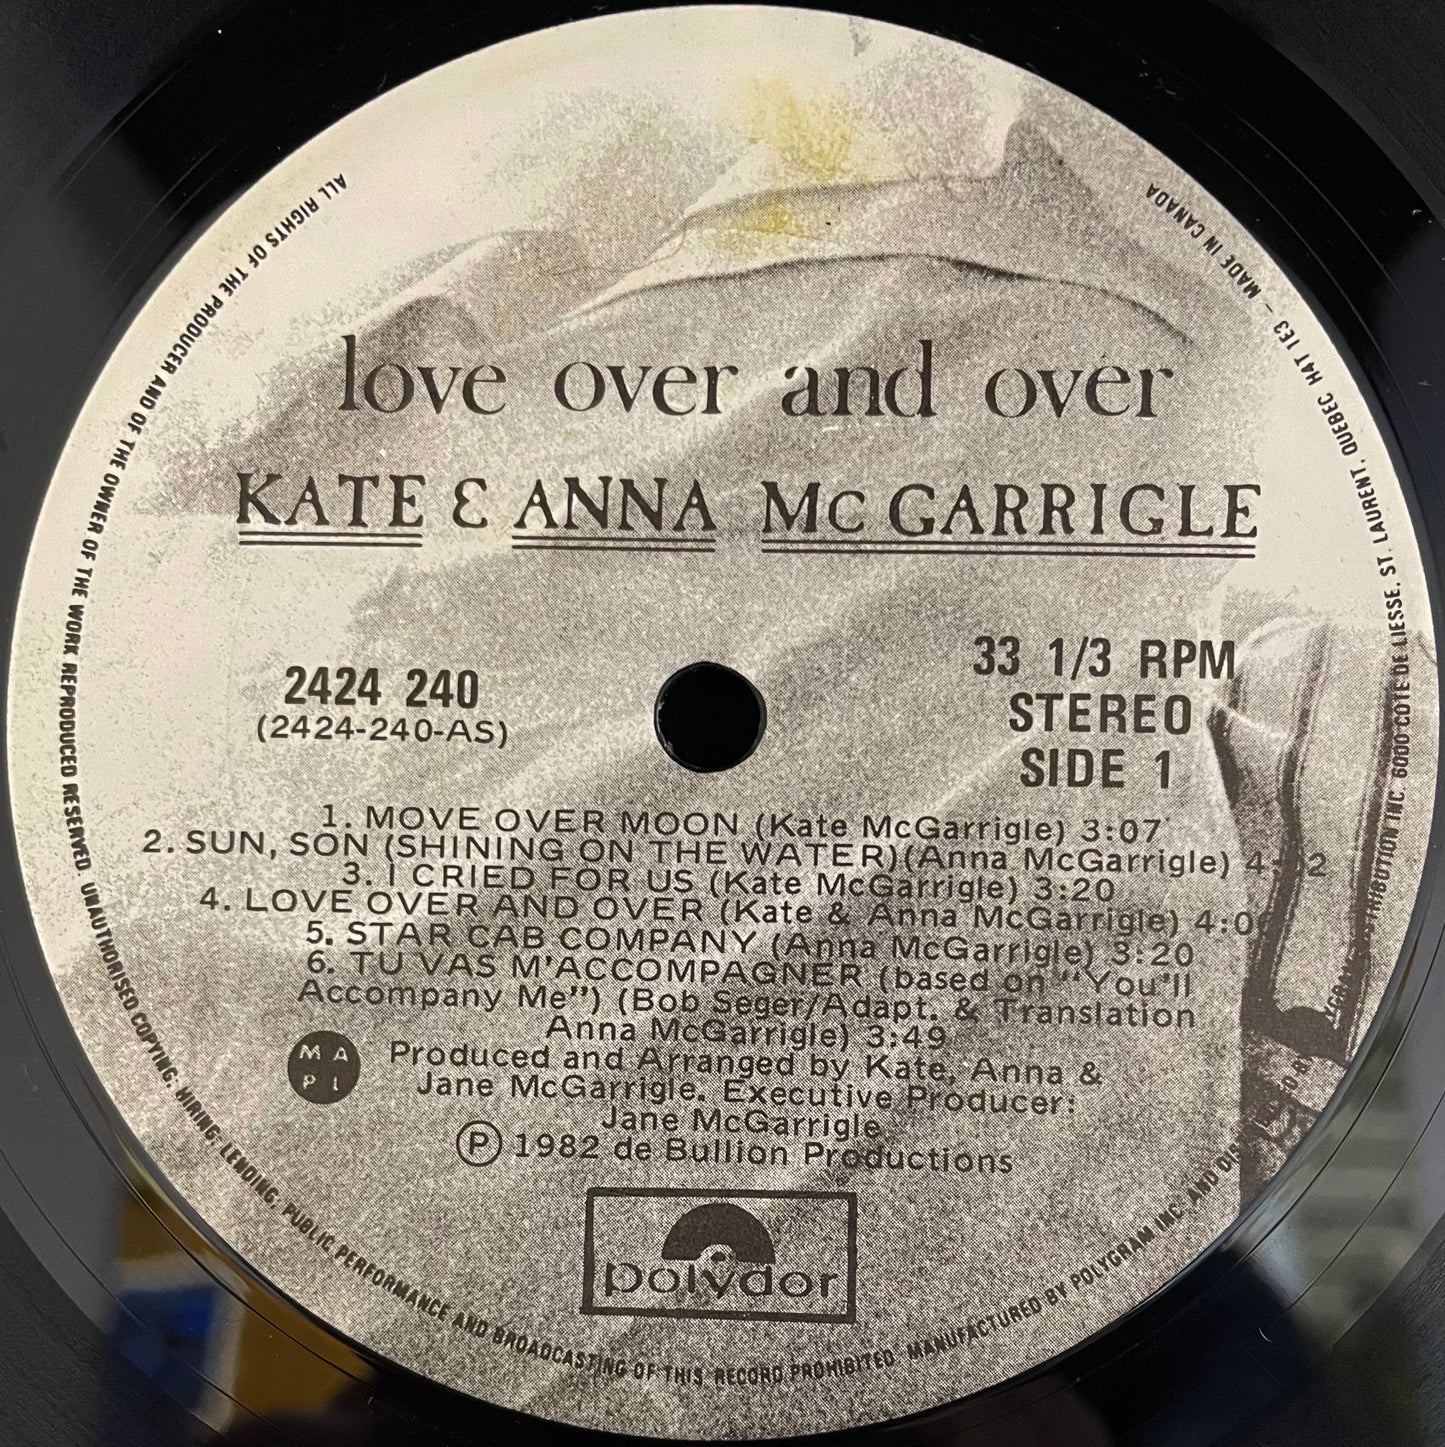 love over and over
KATE & ANNA Mc GARRIGLE
2424 240
(2424-240-AS)
33 1/3 RPM
STEREO
SIDE 1
1. MOVE OVER MOON (Kate McGarrigle) 3:07
2. SUN, SON (SHINING ON THE WATER)(Anna McGarrigle)
3. I CRIED FOR US (Kate McGarrigle) 3:20
4. LOVE OVER AND OVER (Kate & Anna McGarrigle)
5. STAR CAB COMPANY (Anna McGarrigle) 3:20
6. TU VAS M'ACCOMPAGNER (based on "You'll
Accompany Me") (Bob Seger/Adapt. & Translation
Anna McGarrigle) 3:49
M A
P L
Produced and Arranged by Kate, Anna &
Jane McGarrigle. Executive Producer:
Jane McGarrigle
Ⓟ 1982 de Bullion Productions
polydor
ALL RIGHTS OF THE PRODUCER AND OF THE OWNER OF THE WORK REPRODUCED RESERVED. UNAUTHORISED COPYING; HIRING; LENDING; PUBLIC PERFORMANCE AND BROADCASTING OF THIS RECORD PROHIBITED. MANUFACTURED BY POLYGRAM INC. AND INC. 6000 COTE DE LIESSE, ST. LAURENT, QUEBEC H4T 1E3 – MADE IN CANADA